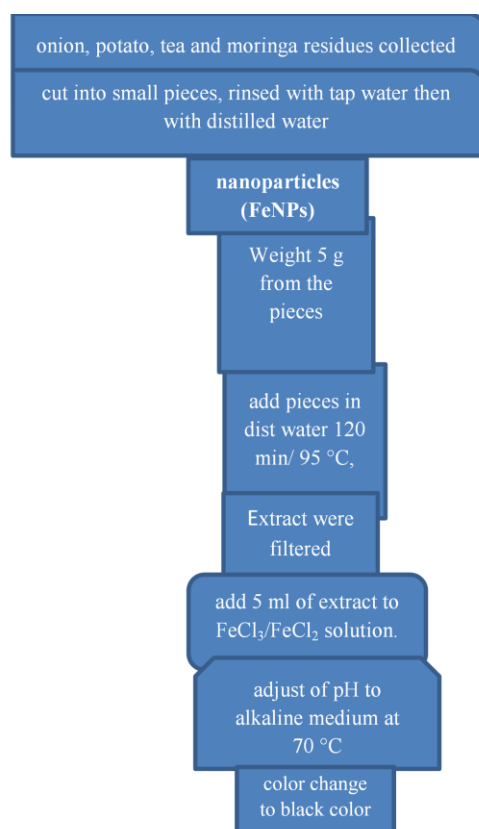 onion, potato, tea and moringa residues collected
cut into small pieces, rinsed with tap water then
with distilled water
nanoparticles
(FeNPs)
Weight 5 g
from the
pieces
add pieces in
dist water 120
min/ 95 °C,
Extract were
filtered
add 5 ml of extract to
FeCl₃/FeCl₂ solution.
adjust of pH to
alkaline medium at
70 °C
color change
to black color